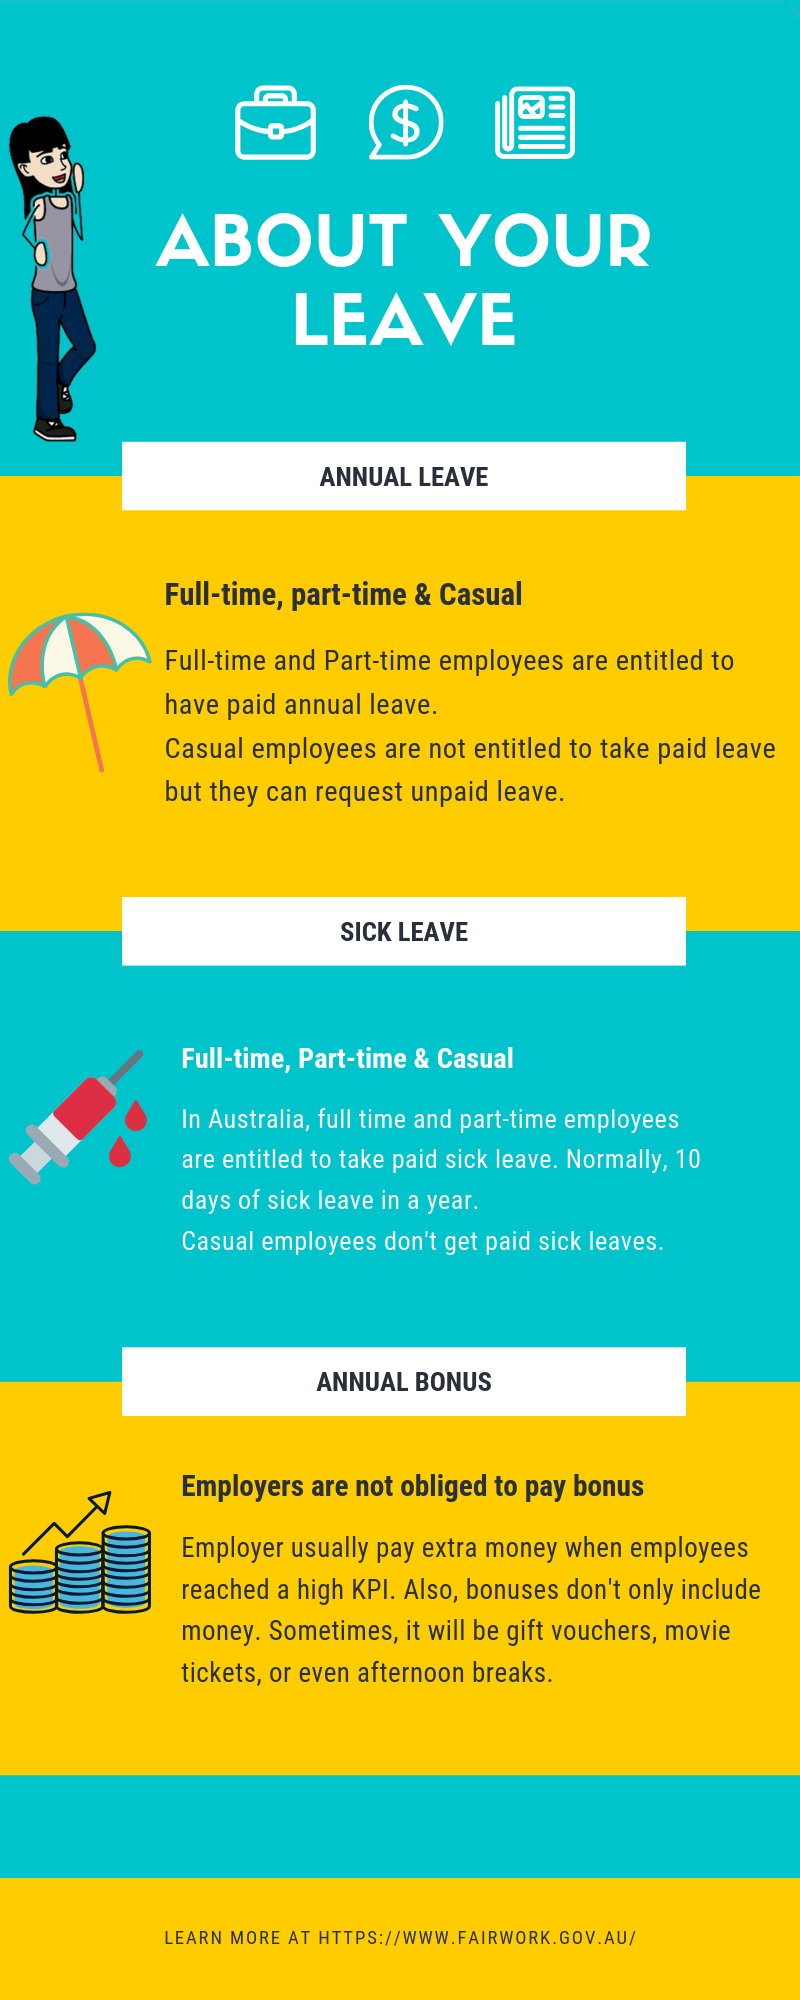 ABOUT YOUR
LEAVE
ANNUAL LEAVE
Full-time, part-time & Casual
Full-time and Part-time employees are entitled to
have paid annual leave.
Casual employees are not entitled to take paid leave
but they can request unpaid leave.
SICK LEAVE
Full-time, Part-time & Casual
In Australia, full time and part-time employees
are entitled to take paid sick leave. Normally, 10
days of sick leave in a year.
Casual employees don't get paid sick leaves.
ANNUAL BONUS
Employers are not obliged to pay bonus
Employer usually pay extra money when employees
reached a high KPI. Also, bonuses don't only include
money. Sometimes, it will be gift vouchers, movie
tickets, or even afternoon breaks.
LEARN MORE AT HTTPS://WWW.FAIRWORK.GOV.AU/